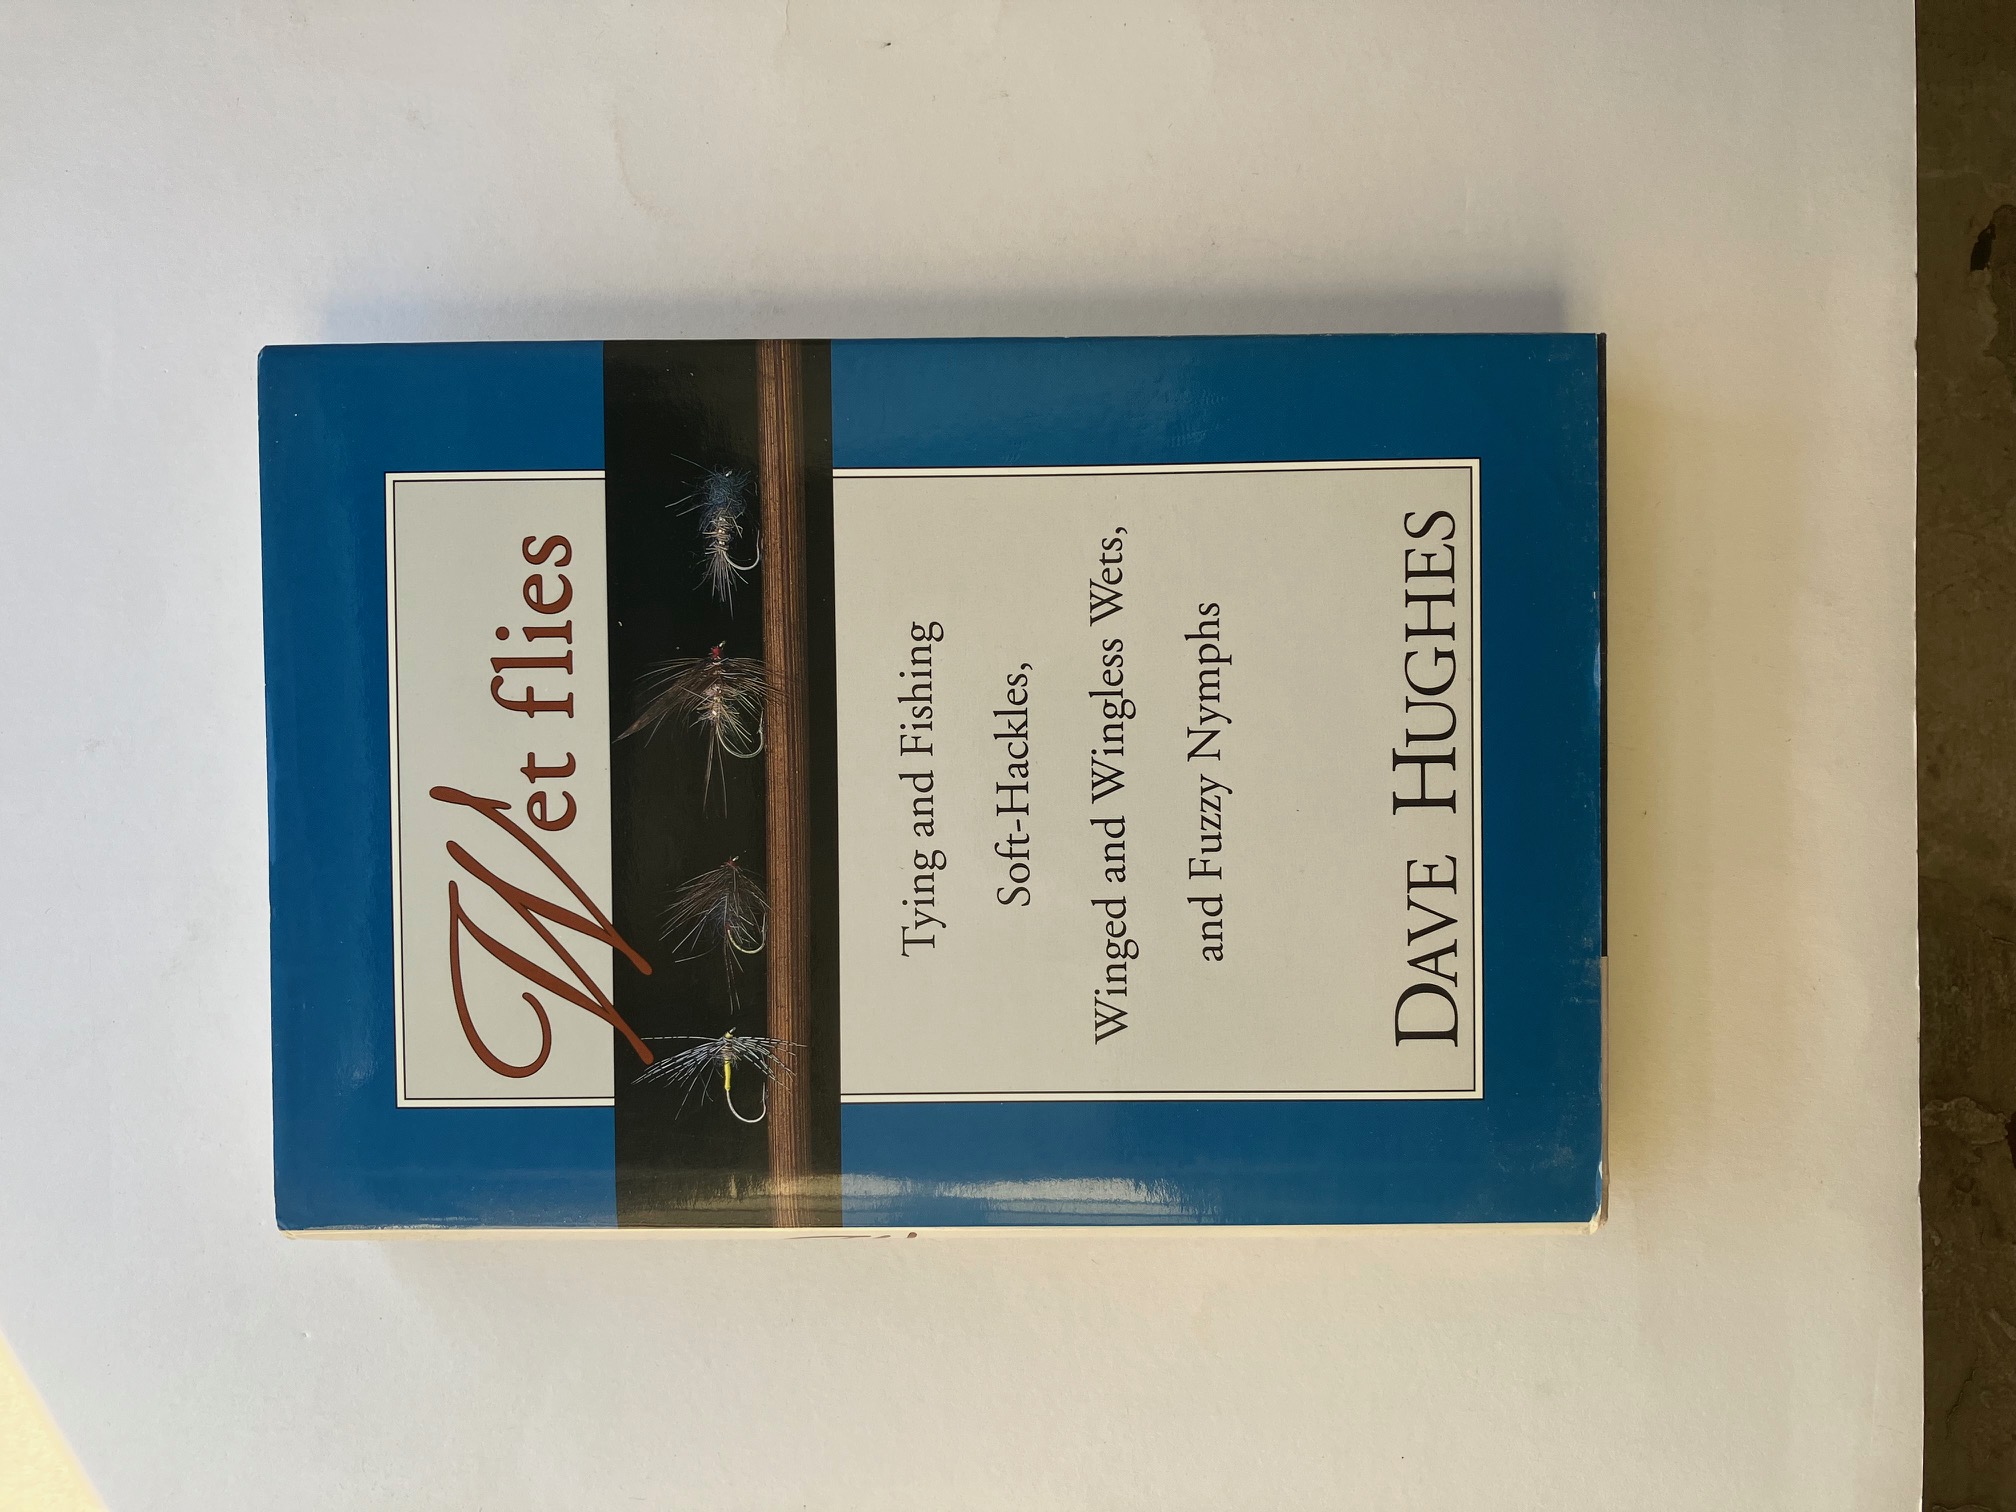 Wet flies
Tying and Fishing
Soft-Hackles,
Winged and Wingless Wets,
and Fuzzy Nymphs
DAVE HUGHES